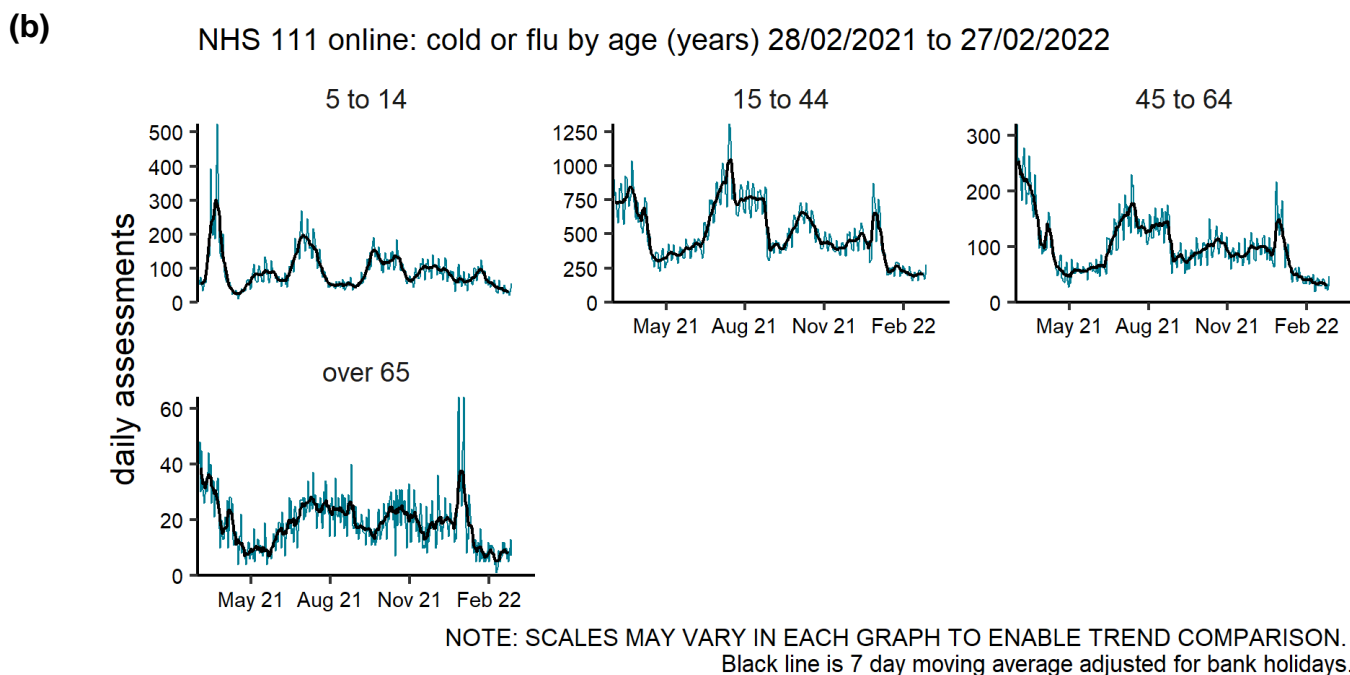 (b)
NHS 111 online: cold or flu by age (years) 28/02/2021 to 27/02/2022
daily assessments
5 to 14
500
400
300
200
100
0
15 to 44
1250
1000
750
500
250
0
May 21 Aug 21 Nov 21 Feb 22
45 to 64
300
200
100
0
May 21 Aug 21 Nov 21 Feb 22
over 65
60
40
20
0
May 21 Aug 21 Nov 21 Feb 22
NOTE: SCALES MAY VARY IN EACH GRAPH TO ENABLE TREND COMPARISON.
Black line is 7 day moving average adjusted for bank holidays.